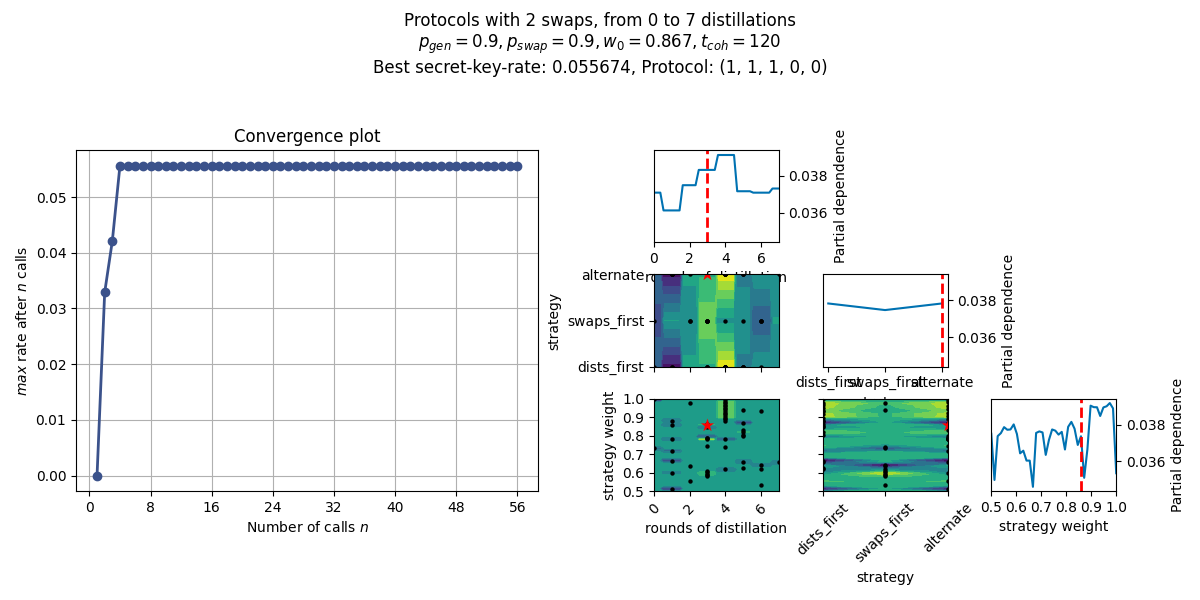 Protocols with 2 swaps, from 0 to 7 distillations
p_gen = 0.9, p_swap = 0.9, w_0 = 0.867, t_coh = 120
Best secret-key-rate: 0.055674, Protocol: (1, 1, 1, 0, 0)
Convergence plot
max rate after n calls
0.05
0.04
0.03
0.02
0.01
0.00
0 8 16 24 32 40 48 56
Number of calls n
0.038
0.036
Partial dependence
0 2 4 6
rounds of distillation
strategy
alternate
swaps_first
dists_first
0.038
0.036
Partial dependence
dists_first swaps_first alternate
strategy weight
1.0
0.9
0.8
0.7
0.6
0.5
0 2 4 6
rounds of distillation
dists_first swaps_first alternate
strategy
0.038
0.036
Partial dependence
0.5 0.6 0.7 0.8 0.9 1.0
strategy weight